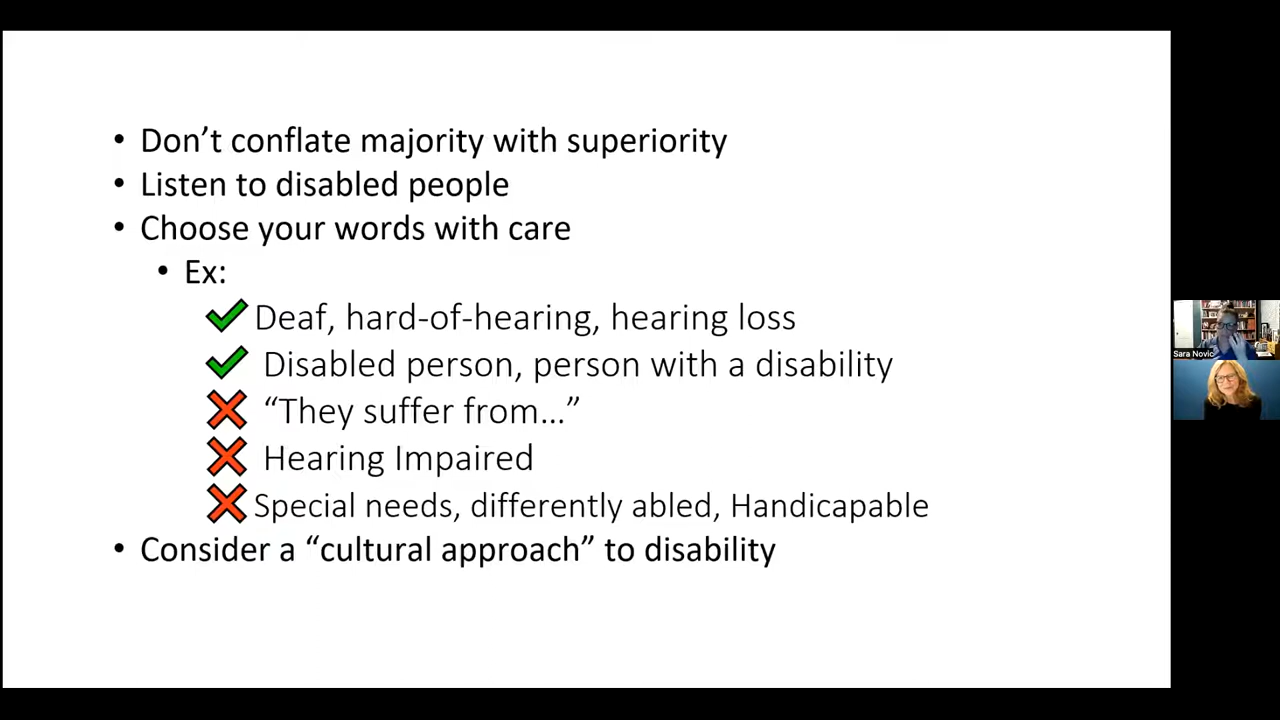 • Don’t conflate majority with superiority
• Listen to disabled people
• Choose your words with care
• Ex:
Deaf, hard-of-hearing, hearing loss
Disabled person, person with a disability
“They suffer from…”
Hearing Impaired
Special needs, differently abled, Handicapable
• Consider a “cultural approach” to disability
Sara Novic